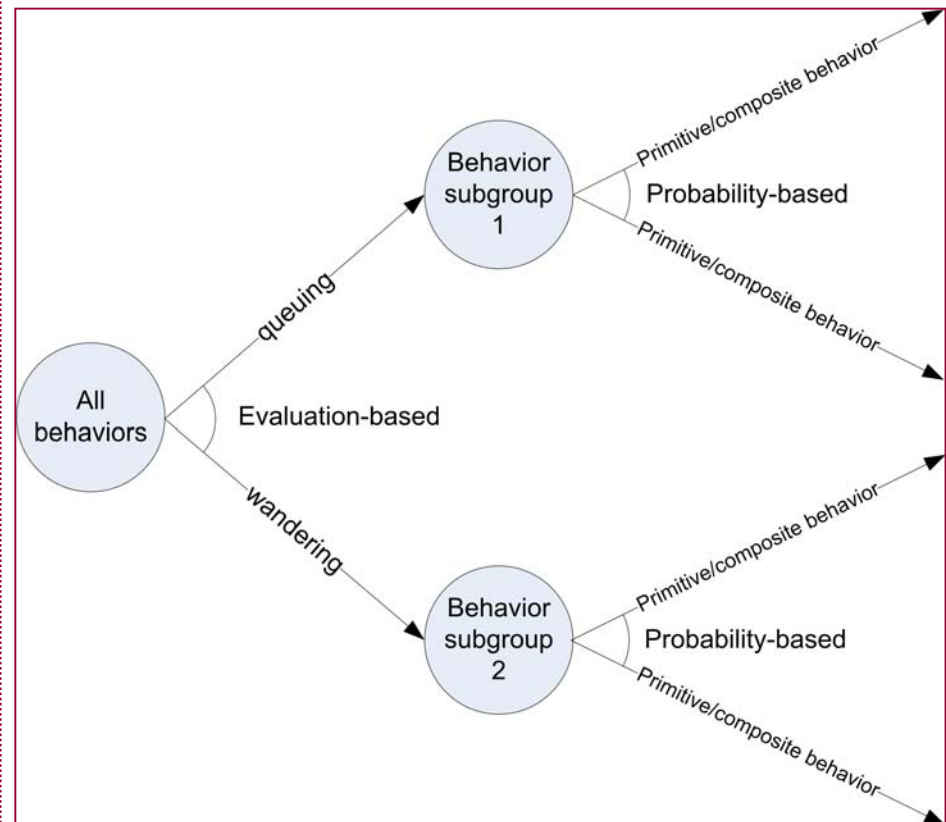 Primitive/composite behavior
Behavior
subgroup
1
Probability-based
Primitive/composite behavior
queuing
All
behaviors
Evaluation-based
wandering
Primitive/composite behavior
Behavior
subgroup
2
Probability-based
Primitive/composite behavior